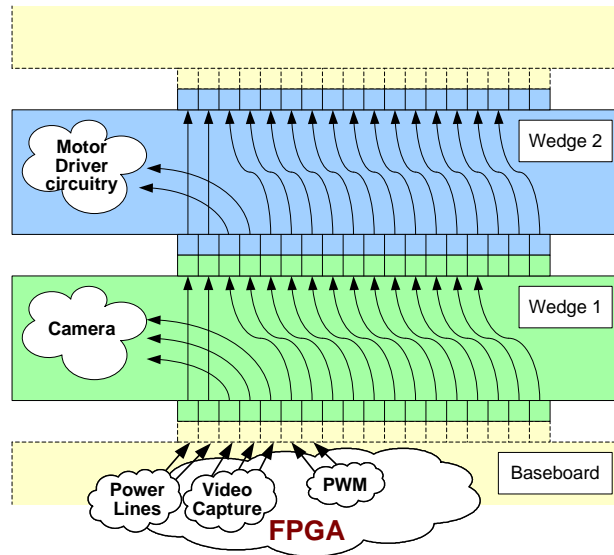 Motor
Driver
circuitry
Wedge 2
Camera
Wedge 1
Power
Lines
Video
Capture
PWM
Baseboard
FPGA